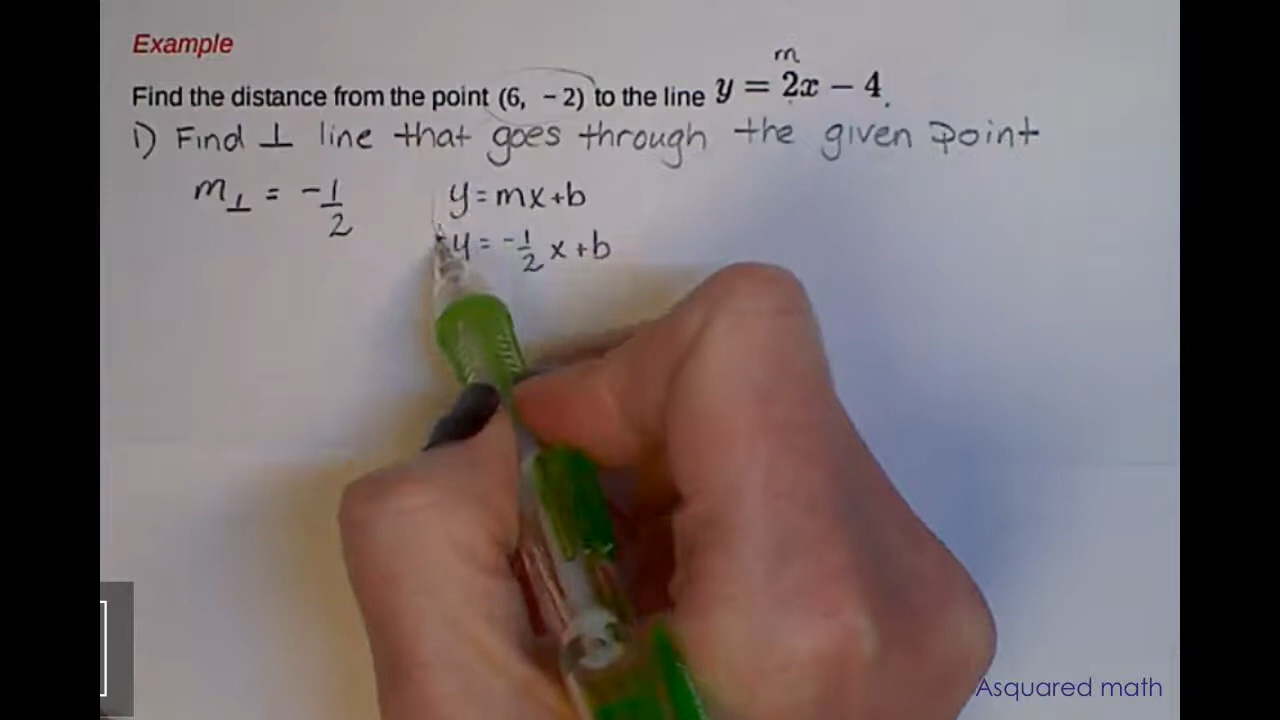 Example
m
Find the distance from the point (6, −2) to the line y = 2x − 4.
1) Find ⊥ line that goes through the given point
m⊥ = -1/2
y = mx+b
y = -1/2 x + b
Asquared math